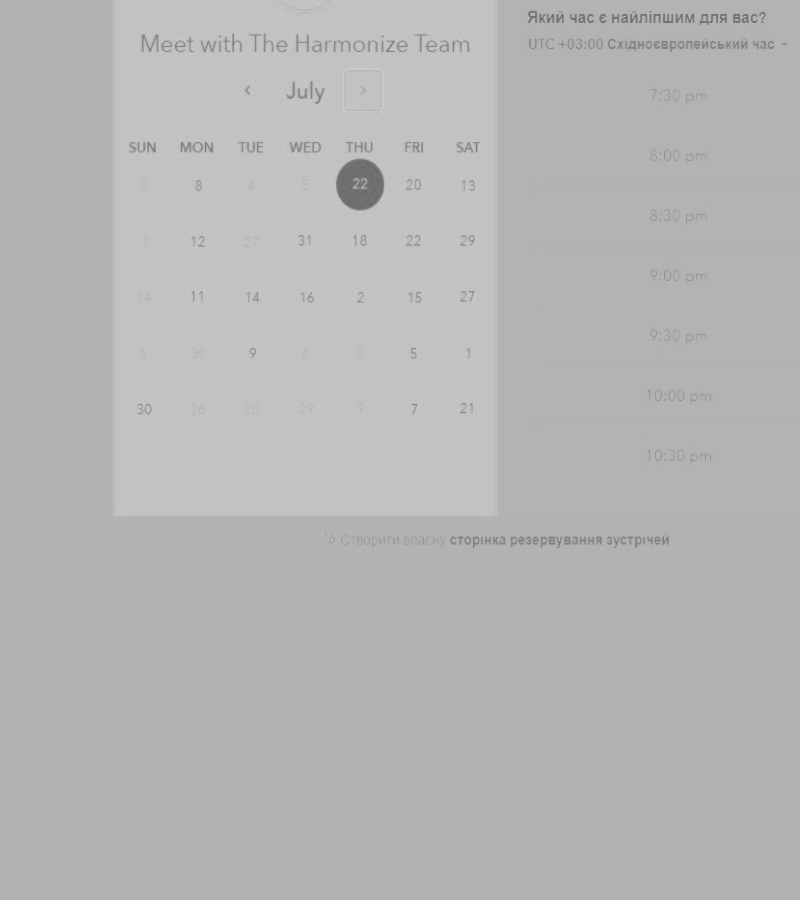 Meet with The Harmonize Team
July
SUN MON TUE WED THU FRI SAT
8 8 4 5 22 20 13
3 12 27 31 18 22 29
14 11 14 16 2 15 27
5 30 9 6 8 5 1
30 26 20 29 9 7 21
Який час є найліпшим для вас?
UTC +03:00 Східноєвропейський час
7:30 pm
8:00 pm
8:30 pm
9:00 pm
9:30 pm
10:00 pm
10:30 pm
Створити власну сторінка резервування зустрічей